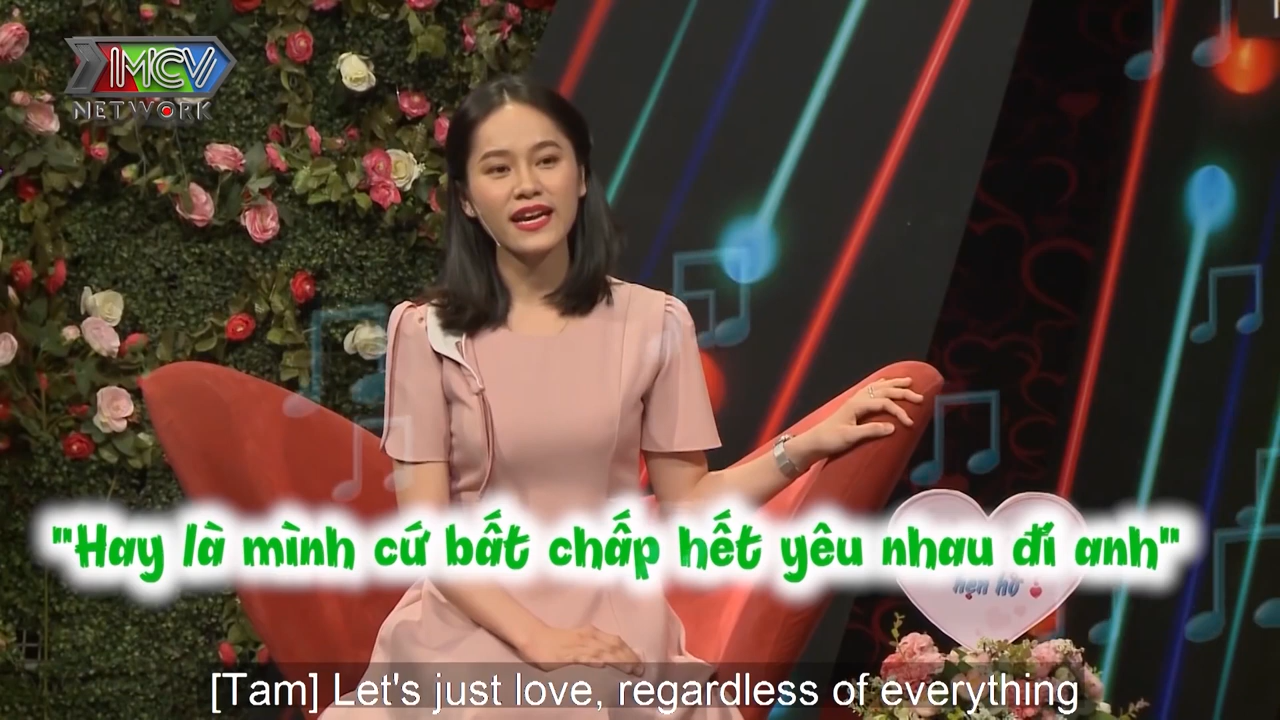 MCV
NETWORK
"Hay là mình cứ bất chấp hết yêu nhau đi anh"
hẹn hò
[Tam] Let's just love, regardless of everything